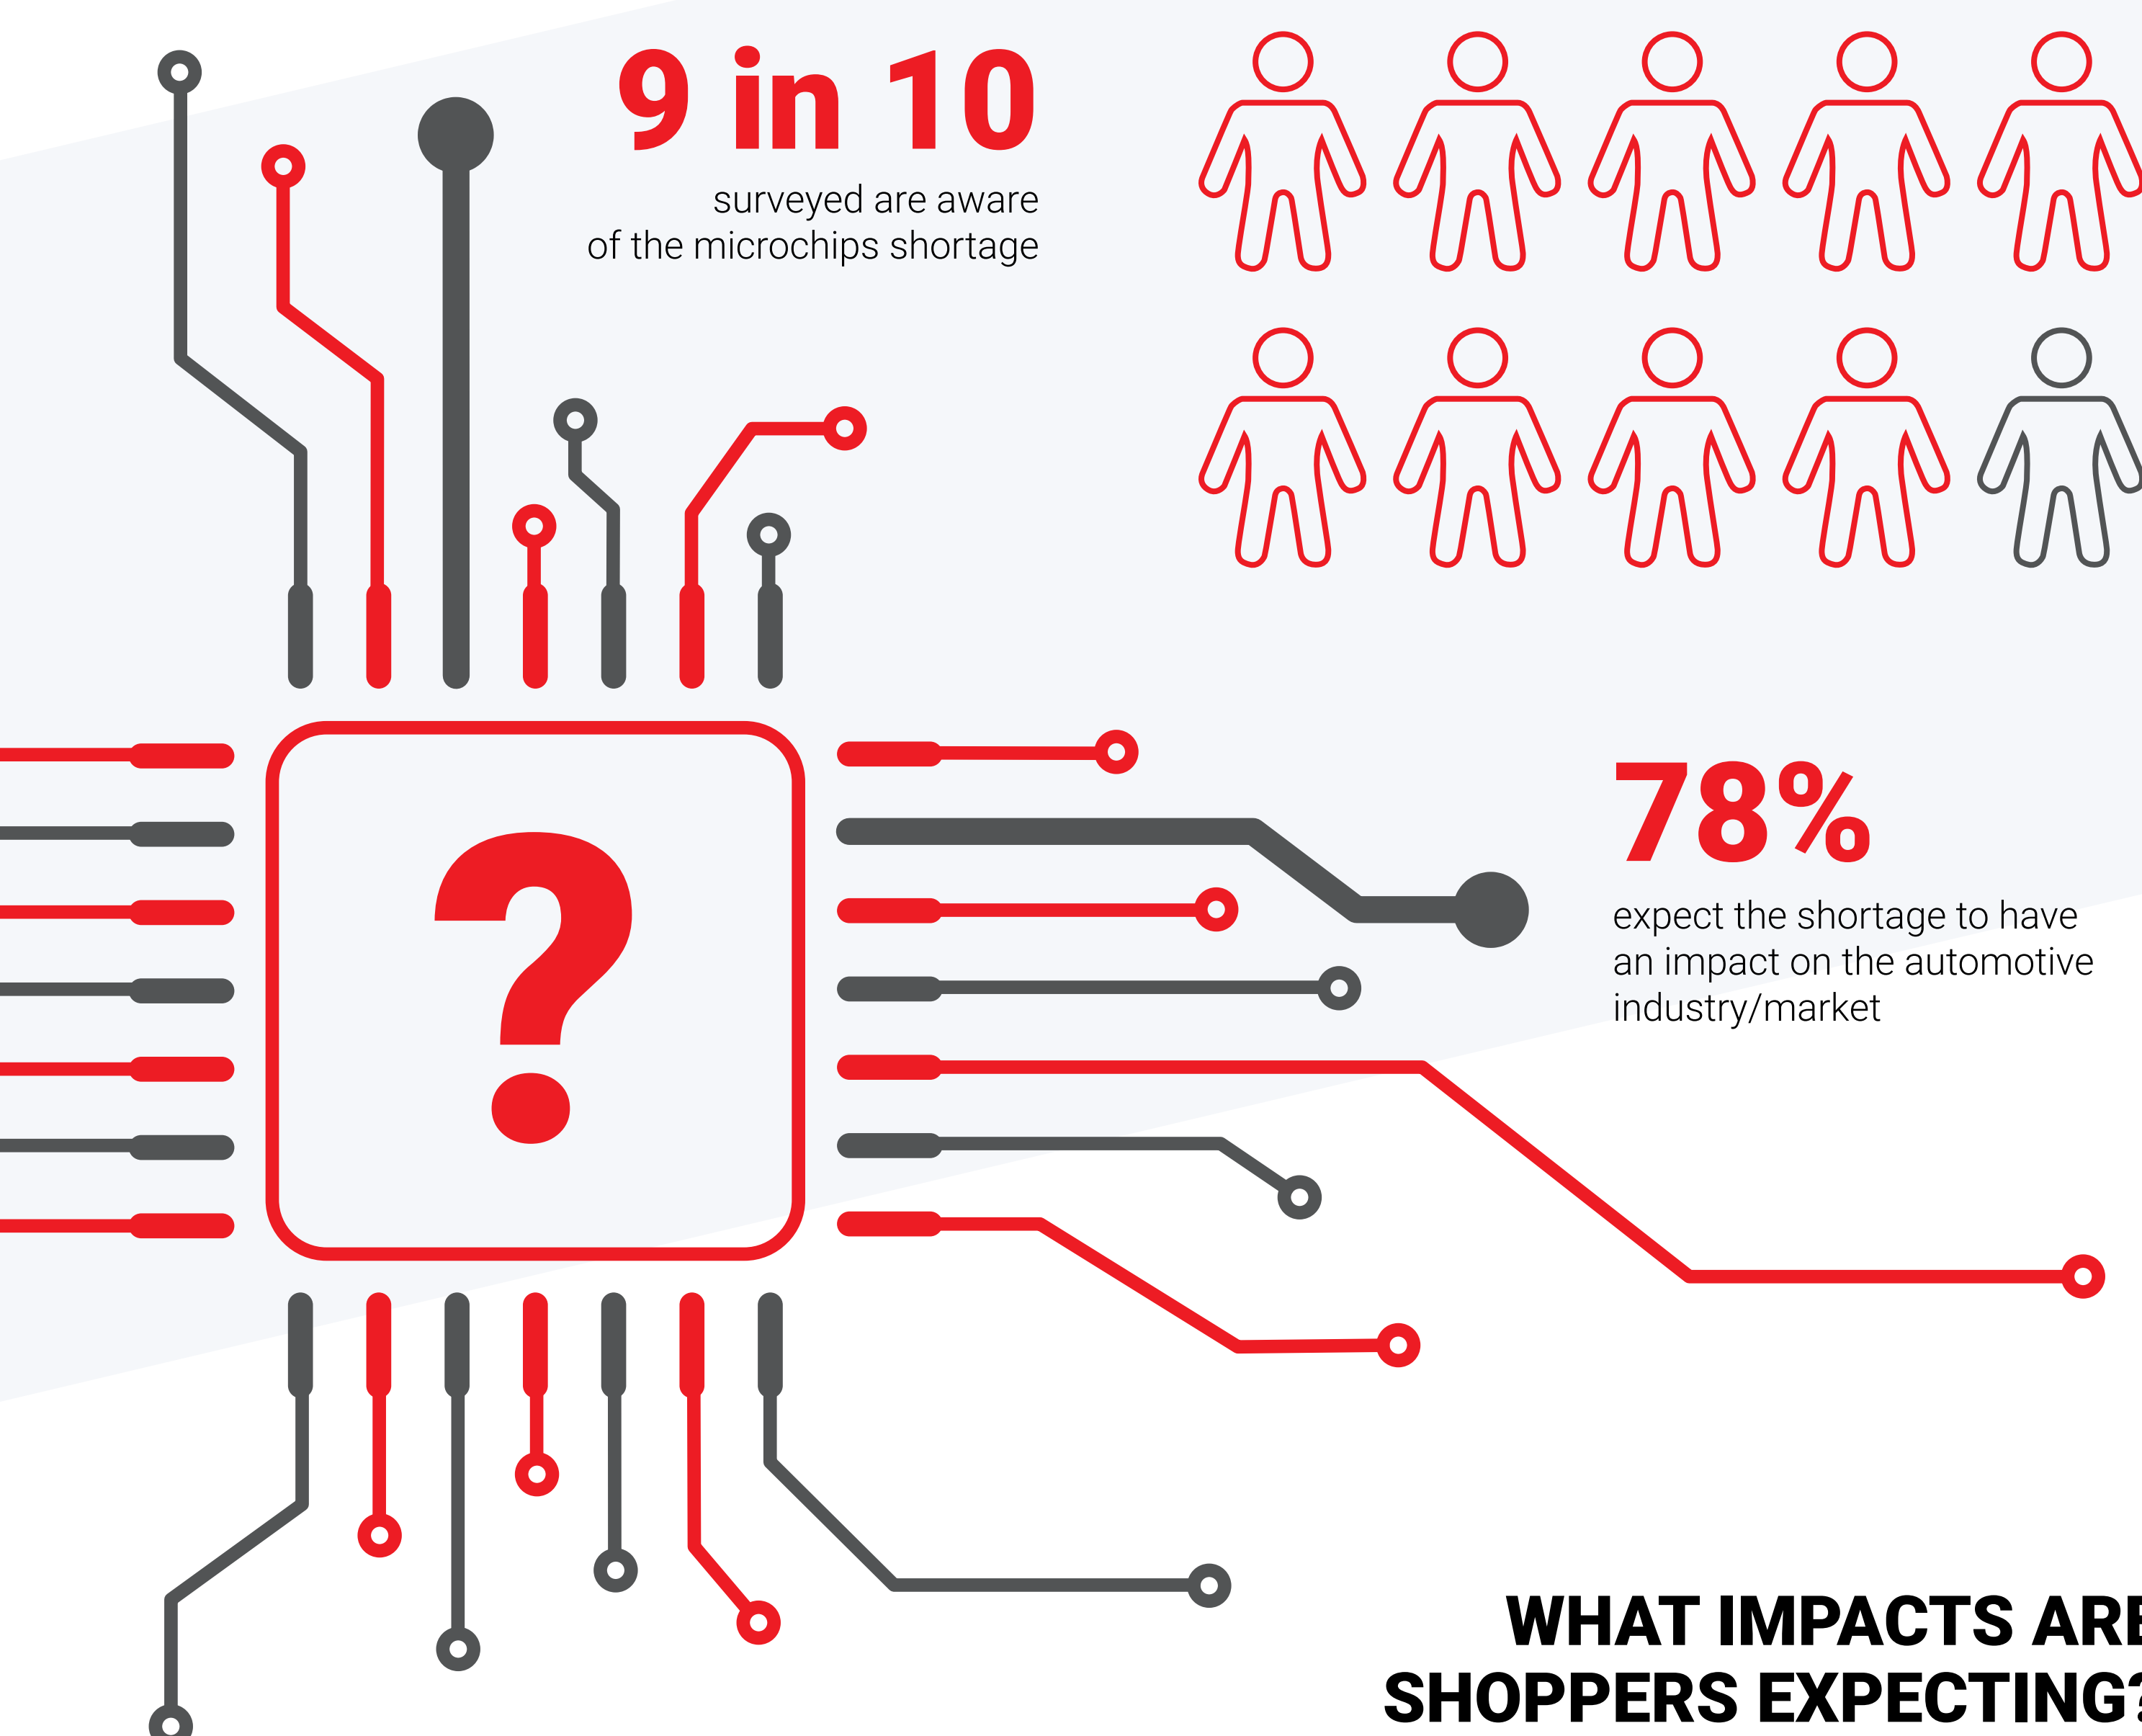 9 in 10
surveyed are aware
of the microchips shortage
?
78%
expect the shortage to have
an impact on the automotive
industry/market
WHAT IMPACTS ARE
SHOPPERS EXPECTING?